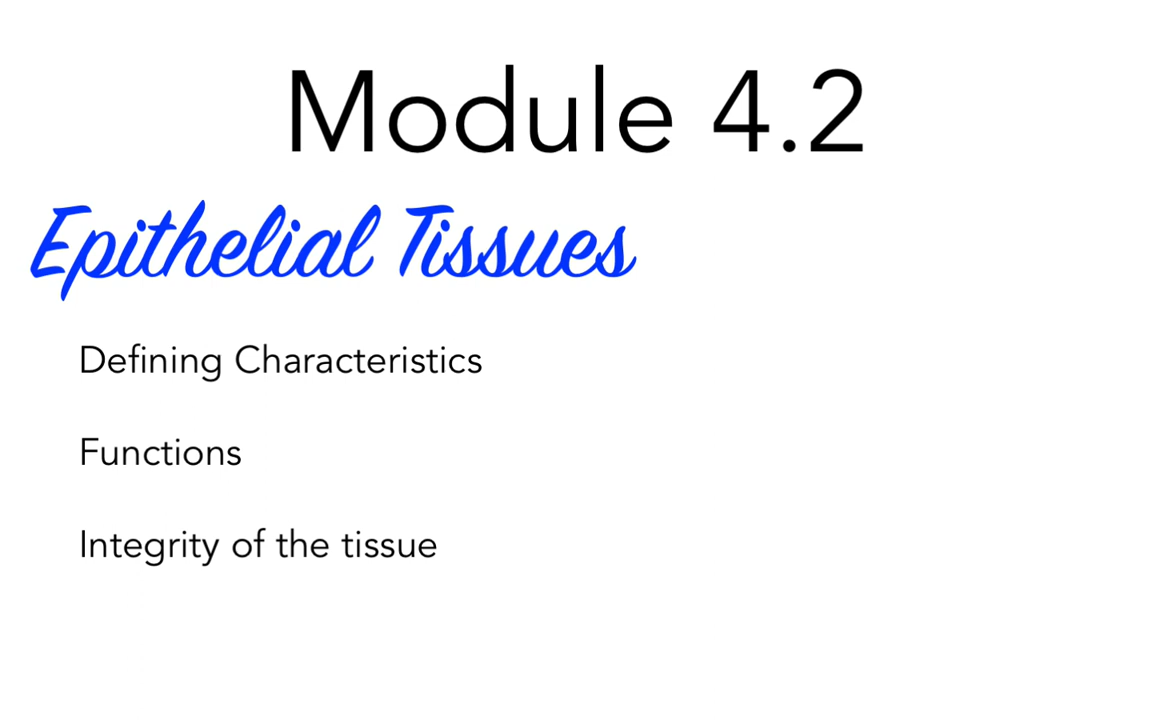 Module 4.2
Epithelial Tissues
Defining Characteristics
Functions
Integrity of the tissue